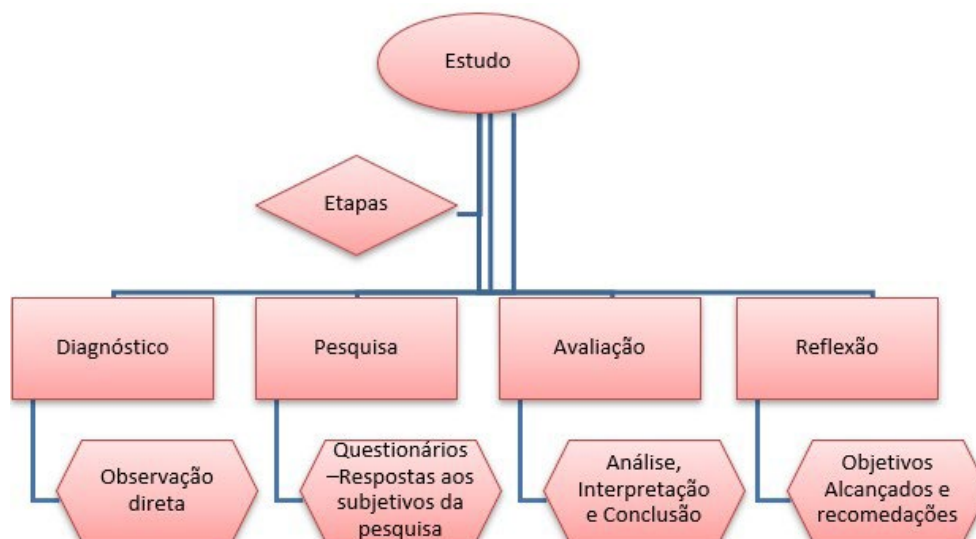 Estudo
Etapas
Diagnóstico
Pesquisa
Avaliação
Reflexão
Observação
direta
Questionários
–Respostas aos
subjetivos da
pesquisa
Análise,
Interpretação
e Conclusão
Objetivos
Alcançados e
recomedações